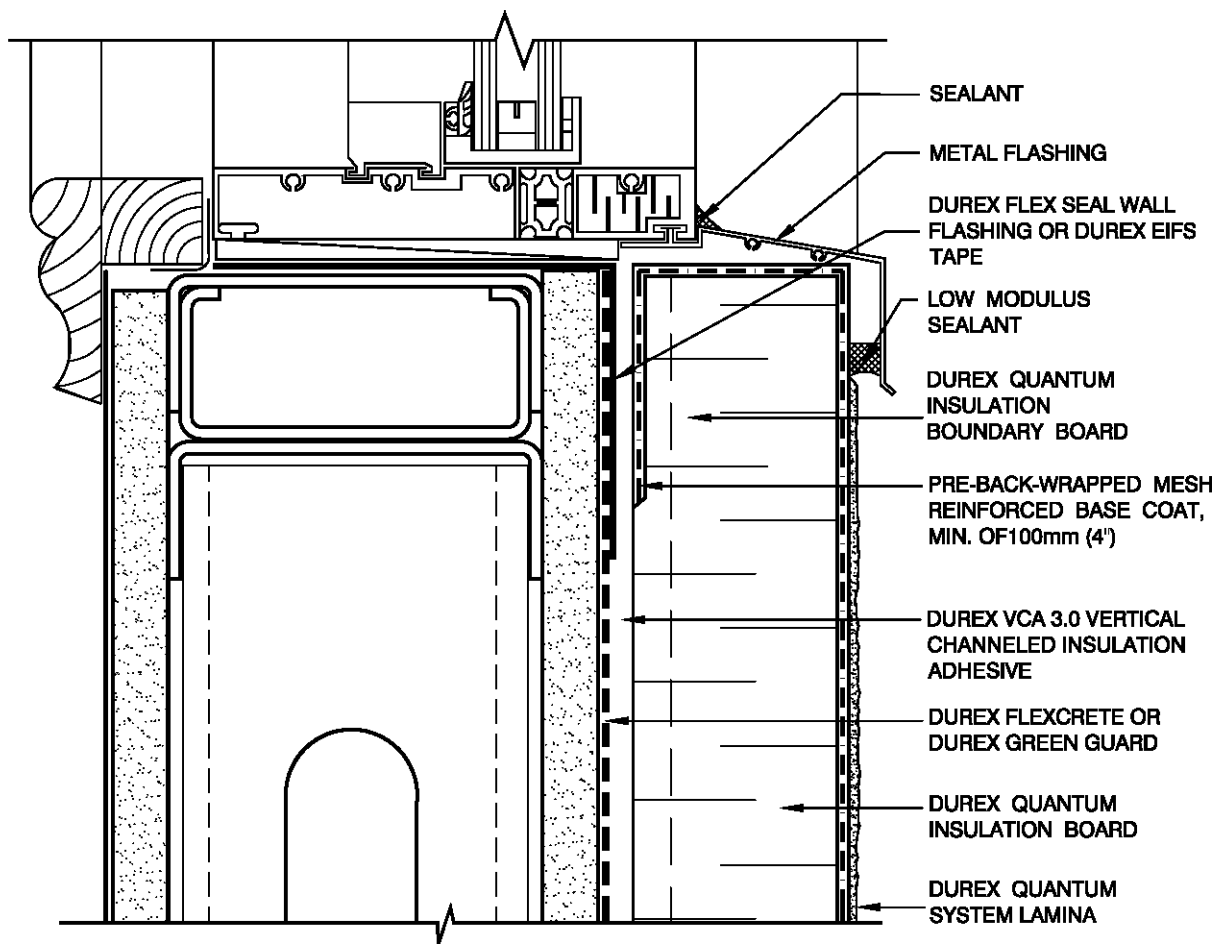 SEALANT
METAL FLASHING
DUREX FLEX SEAL WALL
FLASHING OR DUREX EIFS
TAPE
LOW MODULUS
SEALANT
DUREX QUANTUM
INSULATION
BOUNDARY BOARD
PRE-BACK-WRAPPED MESH
REINFORCED BASE COAT,
MIN. OF100mm (4")
DUREX VCA 3.0 VERTICAL
CHANNELED INSULATION
ADHESIVE
DUREX FLEXCRETE OR
DUREX GREEN GUARD
DUREX QUANTUM
INSULATION BOARD
DUREX QUANTUM
SYSTEM LAMINA